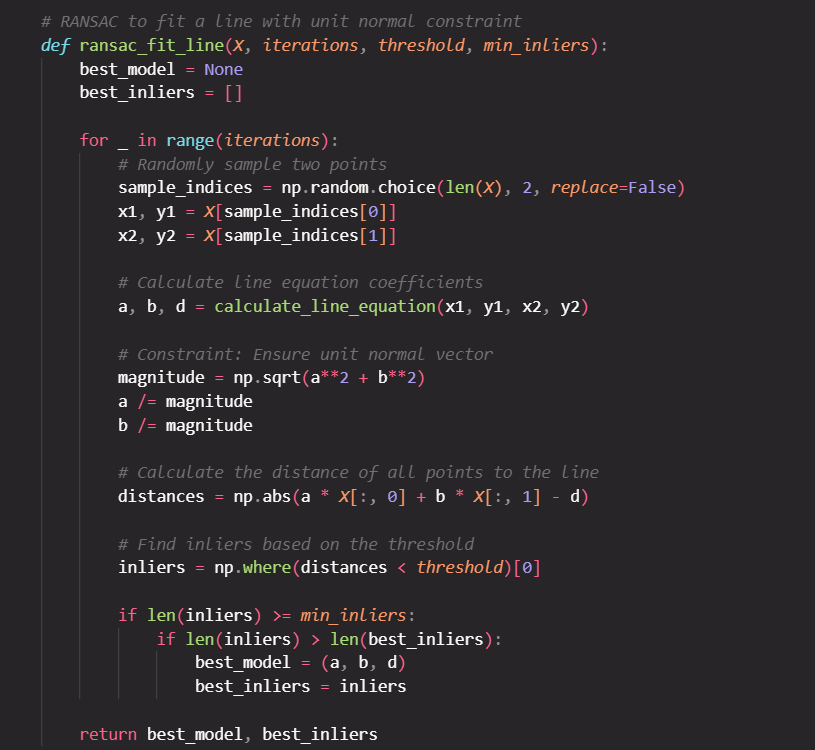 # RANSAC to fit a line with unit normal constraint
def ransac_fit_line(X, iterations, threshold, min_inliers):
    best_model = None
    best_inliers = []

    for _ in range(iterations):
        # Randomly sample two points
        sample_indices = np.random.choice(len(X), 2, replace=False)
        x1, y1 = X[sample_indices[0]]
        x2, y2 = X[sample_indices[1]]

        # Calculate line equation coefficients
        a, b, d = calculate_line_equation(x1, y1, x2, y2)

        # Constraint: Ensure unit normal vector
        magnitude = np.sqrt(a**2 + b**2)
        a /= magnitude
        b /= magnitude

        # Calculate the distance of all points to the line
        distances = np.abs(a * X[:, 0] + b * X[:, 1] - d)

        # Find inliers based on the threshold
        inliers = np.where(distances < threshold)[0]

        if len(inliers) >= min_inliers:
            if len(inliers) > len(best_inliers):
                best_model = (a, b, d)
                best_inliers = inliers

    return best_model, best_inliers